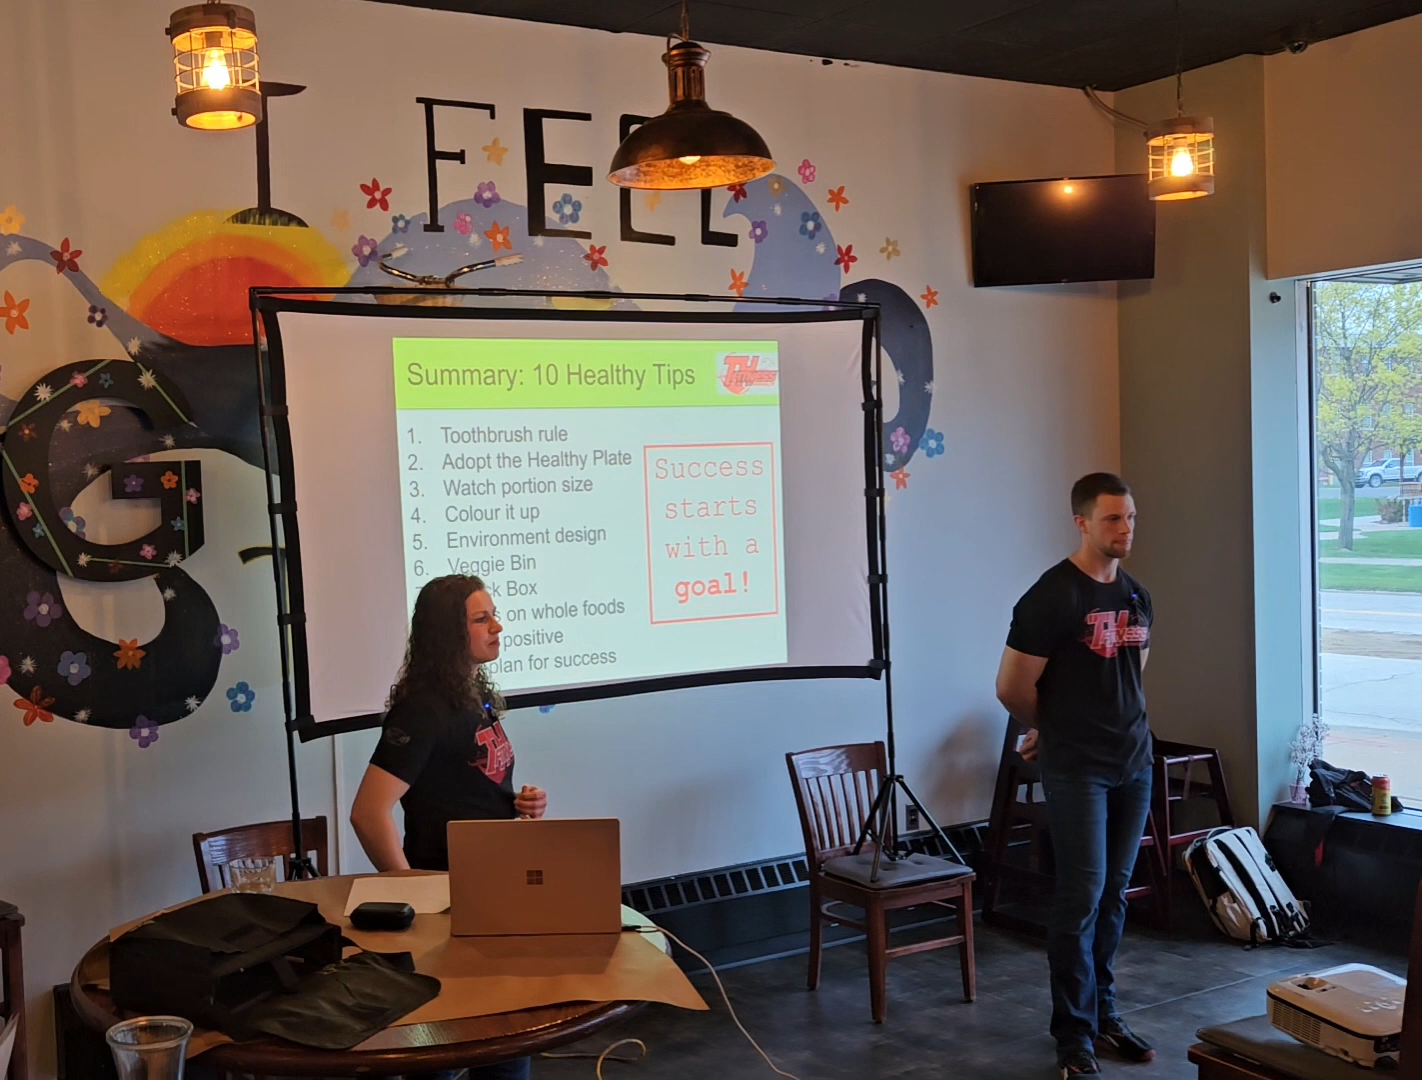 I FEEL
G
Summary: 10 Healthy Tips
1. Toothbrush rule
2. Adopt the Healthy Plate
3. Watch portion size
4. Colour it up
5. Environment design
6. Veggie Bin
Box
on whole foods
positive
plan for success
Success
starts
with a
goal!